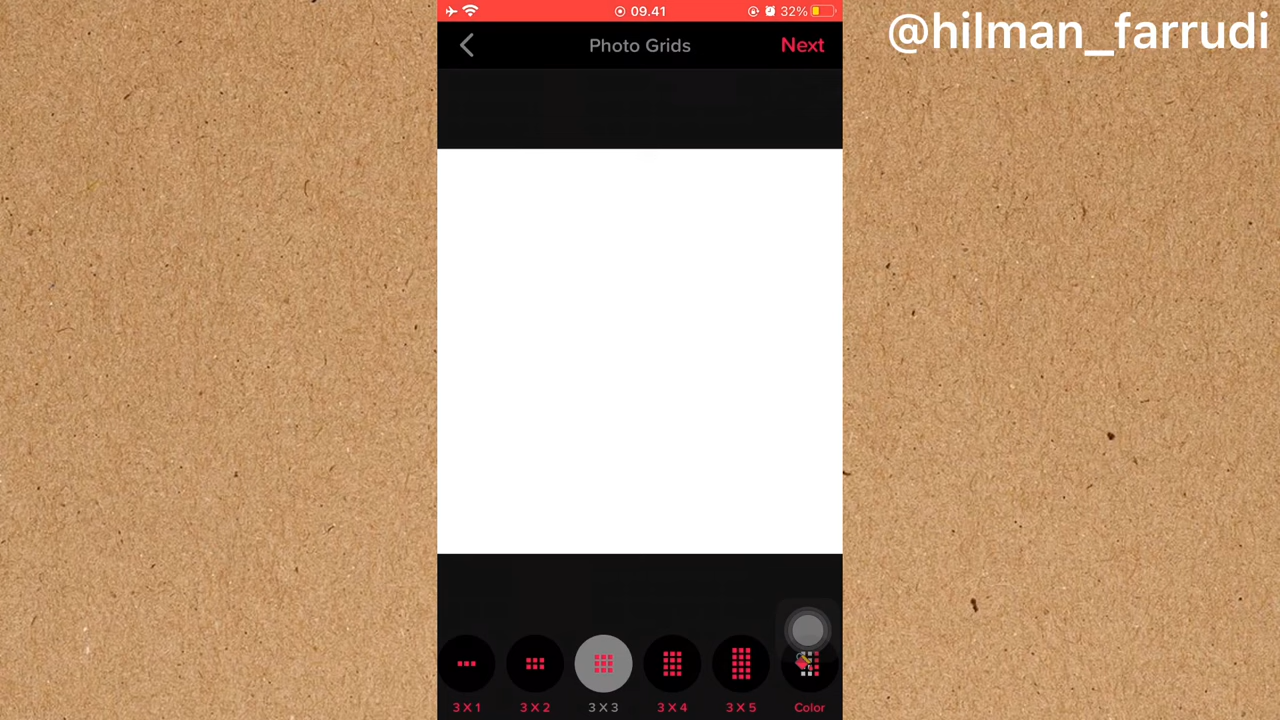 09.41
32%
@hilman_farrudi
Photo Grids
Next
3 X 1
3 X 2
3 X 3
3 X 4
3 X 5
Color